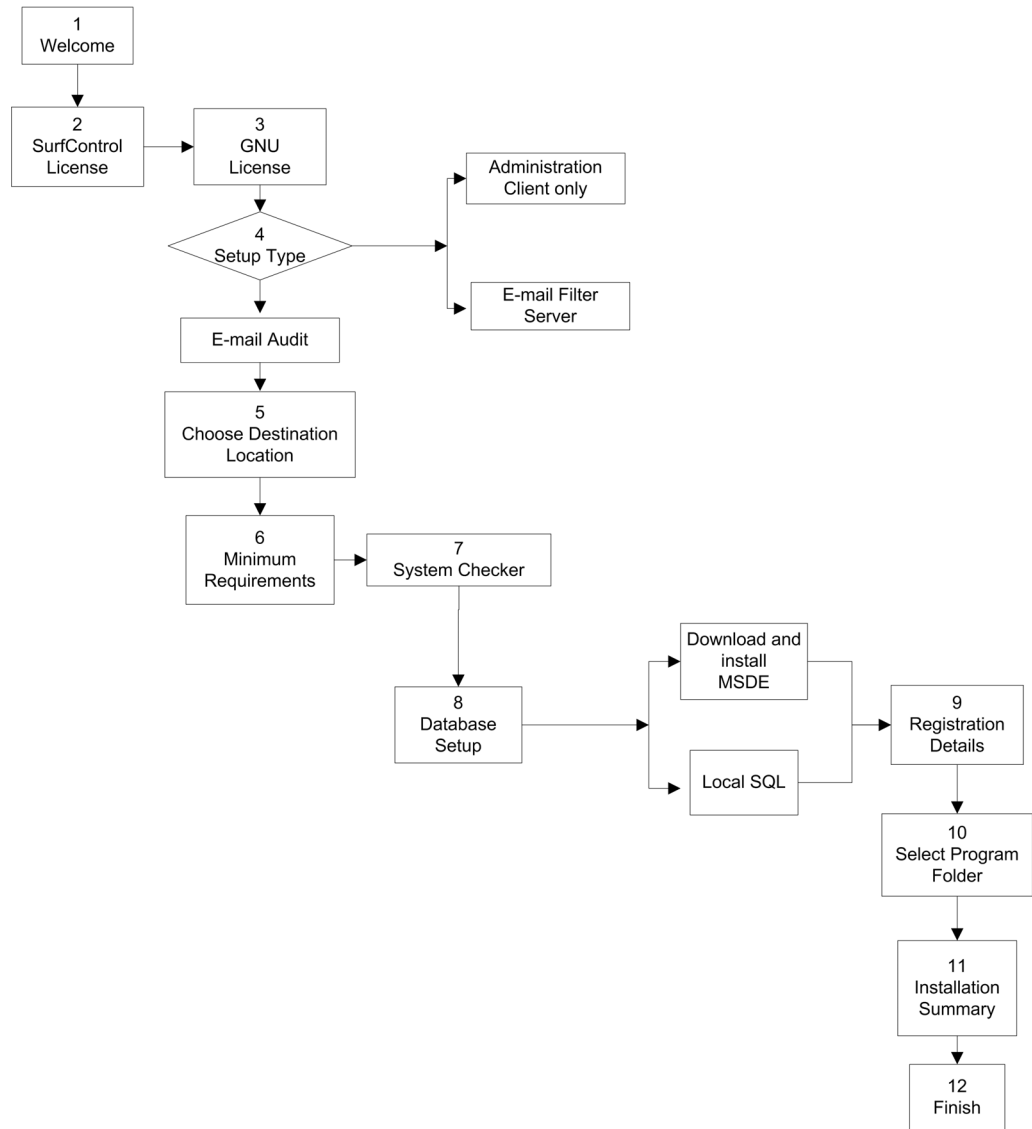 1
Welcome
2
SurfControl
License
3
GNU
License
Administration
Client only
4
Setup Type
E-mail Filter
Server
E-mail Audit
5
Choose Destination
Location
6
Minimum
Requirements
7
System Checker
Download and
install
MSDE
8
Database
Setup
9
Registration
Details
Local SQL
10
Select Program
Folder
11
Installation
Summary
12
Finish